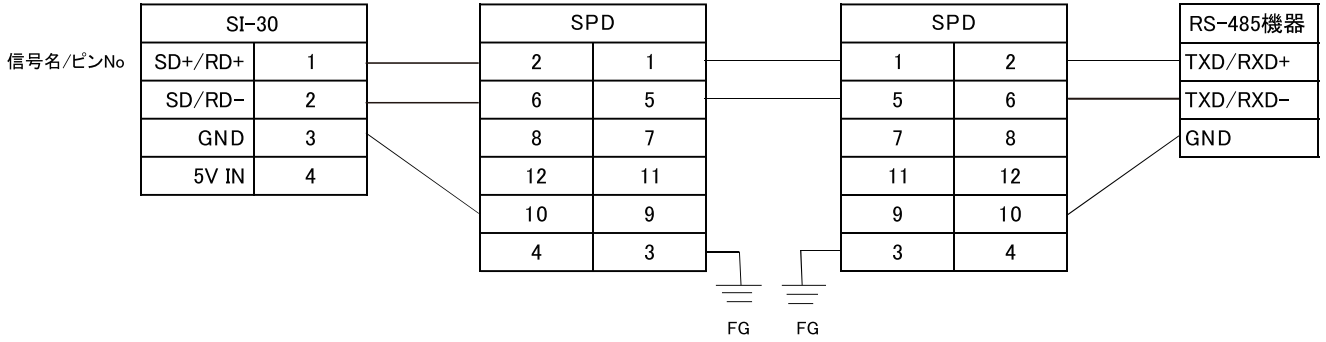 SI-30 SPD SPD RS-485機器
信号名/ピンNo SD+/RD+ 1 2 1 1 2 TXD/RXD+
SD/RD- 2 6 5 5 6 TXD/RXD-
GND 3 8 7 7 8 GND
5V IN 4 12 11 11 12
10 9 9 10
4 3 3 4
FG FG